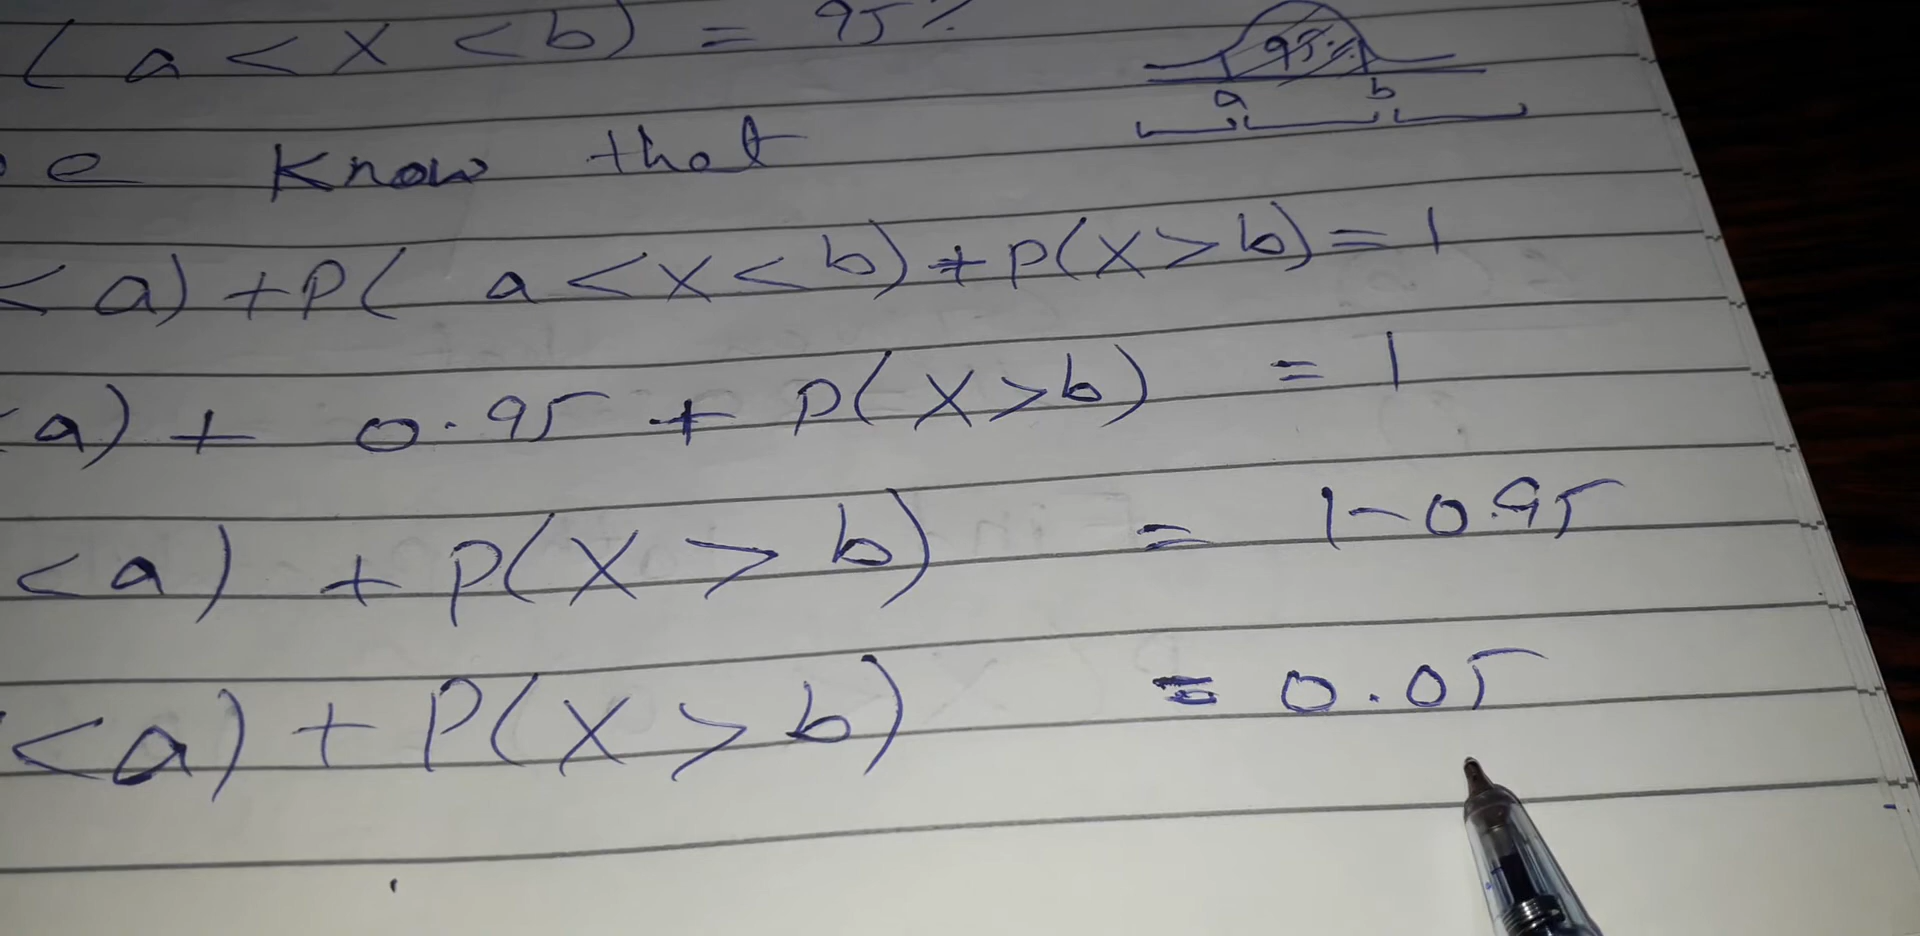 ( a < X < b) = 95%
95%
a b
e Know that
< a) + P( a < X < b) + P(X > b) = 1
a) + 0.95 + P(X > b) = 1
< a) + P(X > b) = 1 - 0.95
< a) + P(X > b) = 0.05